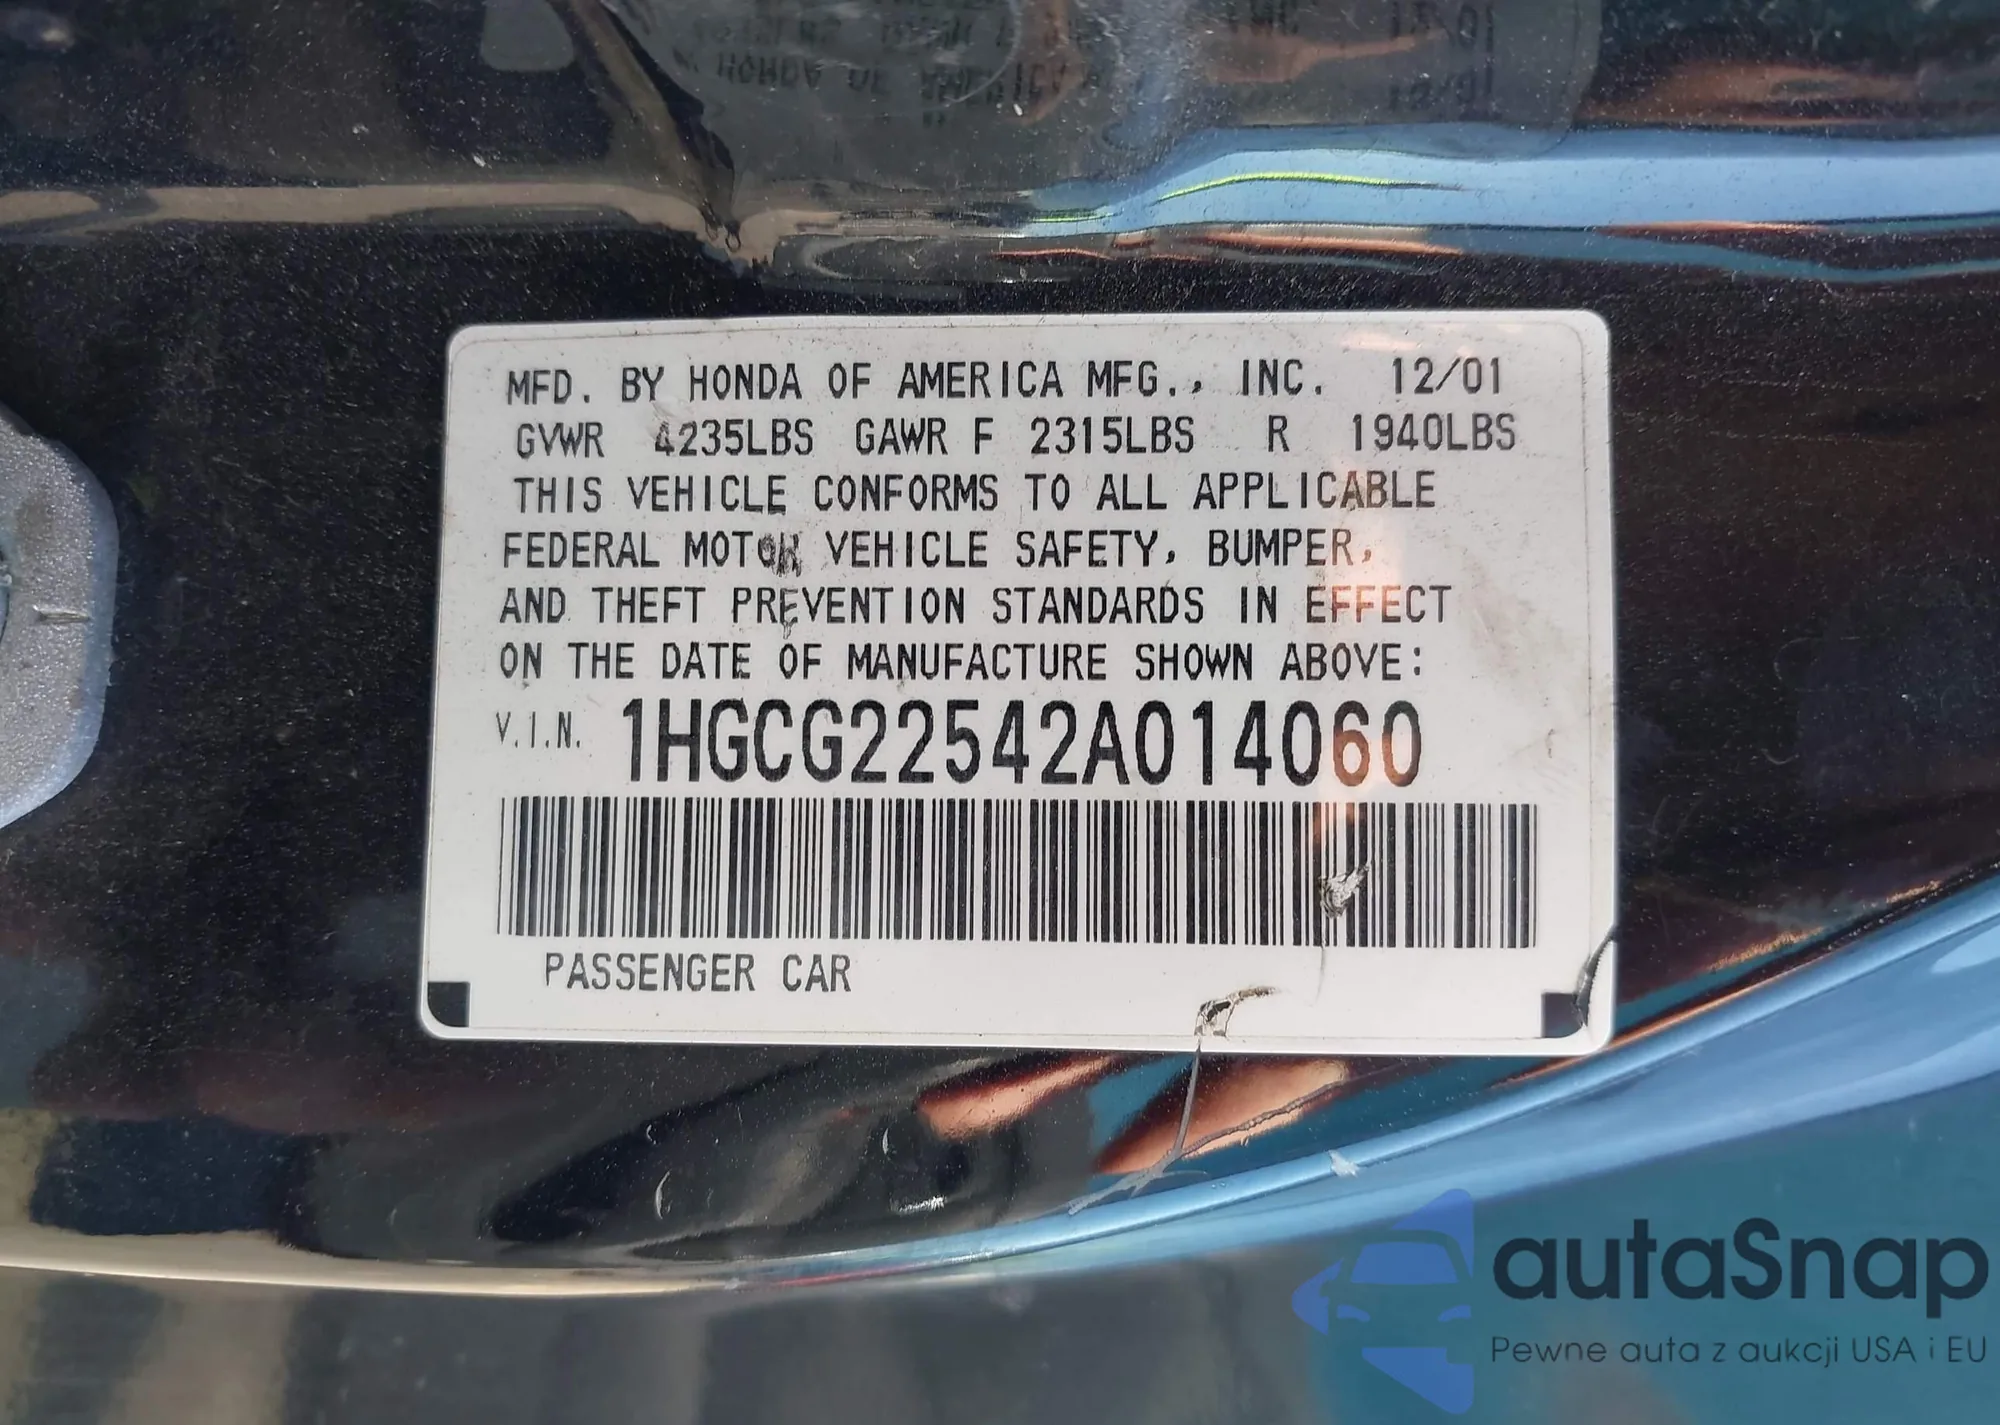 MFD. BY HONDA OF AMERICA MFG., INC. 12/01
GVWR 4235LBS GAWR F 2315LBS R 1940LBS
THIS VEHICLE CONFORMS TO ALL APPLICABLE
FEDERAL MOTOR VEHICLE SAFETY, BUMPER,
AND THEFT PREVENTION STANDARDS IN EFFECT
ON THE DATE OF MANUFACTURE SHOWN ABOVE:
V.I.N. 1HGCG22542A014060
PASSENGER CAR
autaSnap
Pewne auta z aukcji USA i EU